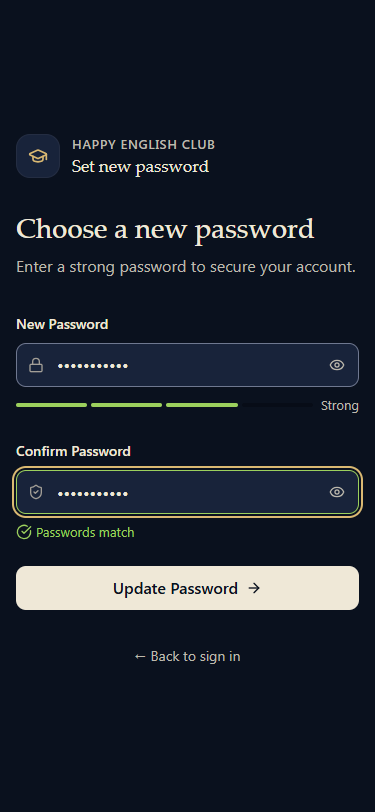 HAPPY ENGLISH CLUB
Set new password
Choose a new password
Enter a strong password to secure your account.
New Password
•••••••••••
Strong
Confirm Password
•••••••••••
Passwords match
Update Password →
← Back to sign in